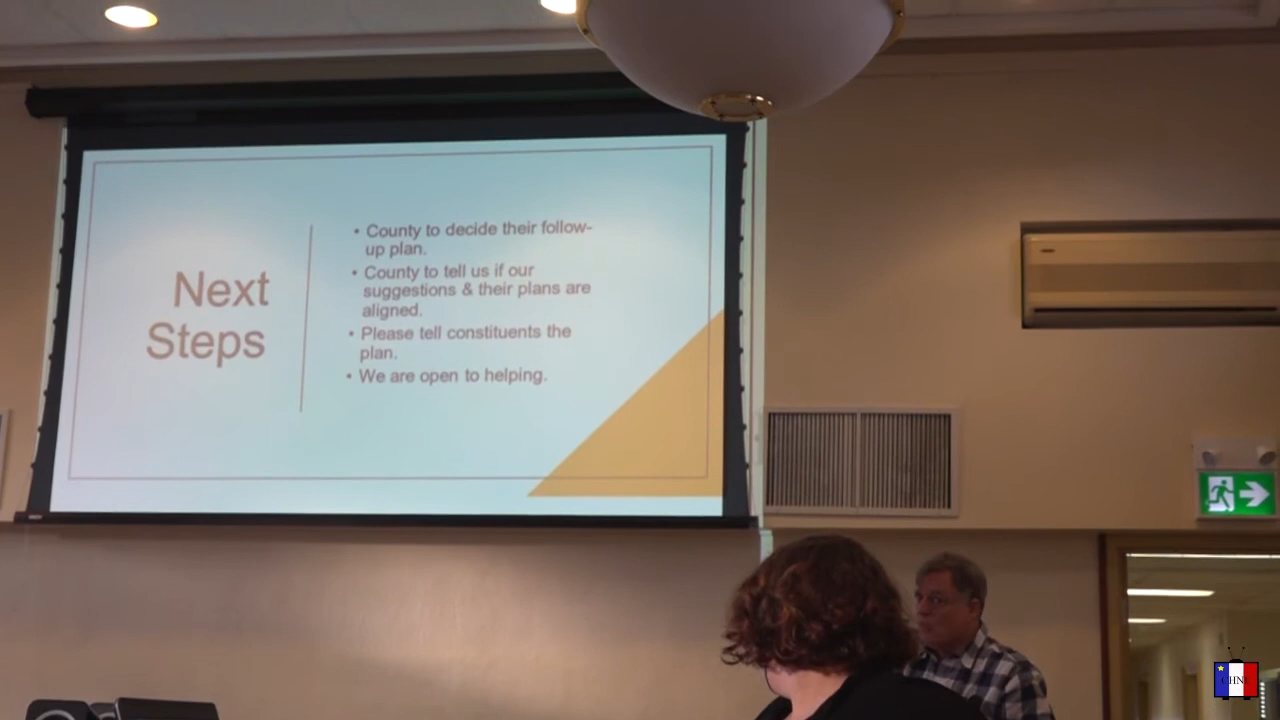 Next
Steps
• County to decide their follow-
up plan.
• County to tell us if our
suggestions & their plans are
aligned.
• Please tell constituents the
plan.
• We are open to helping.